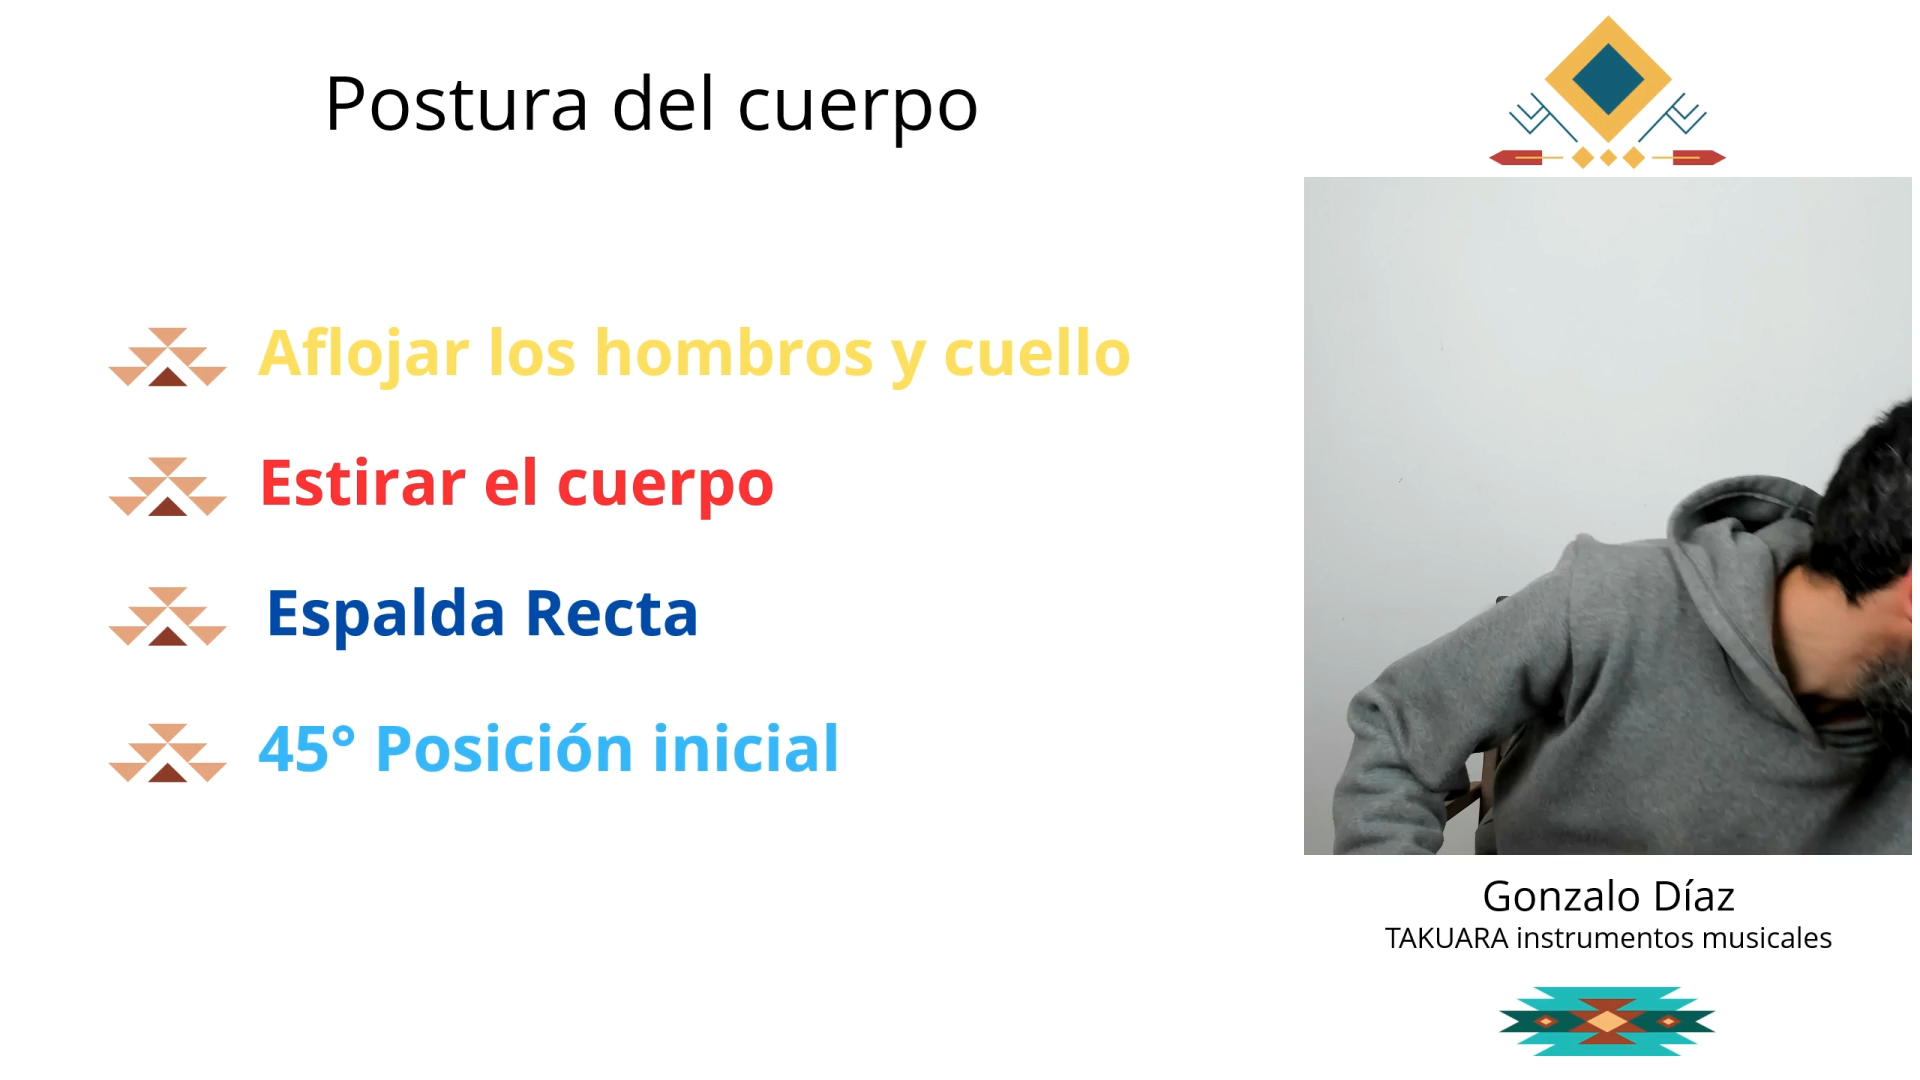 Postura del cuerpo
Aflojar los hombros y cuello
Estirar el cuerpo
Espalda Recta
45° Posición inicial
Gonzalo Díaz
TAKUARA instrumentos musicales